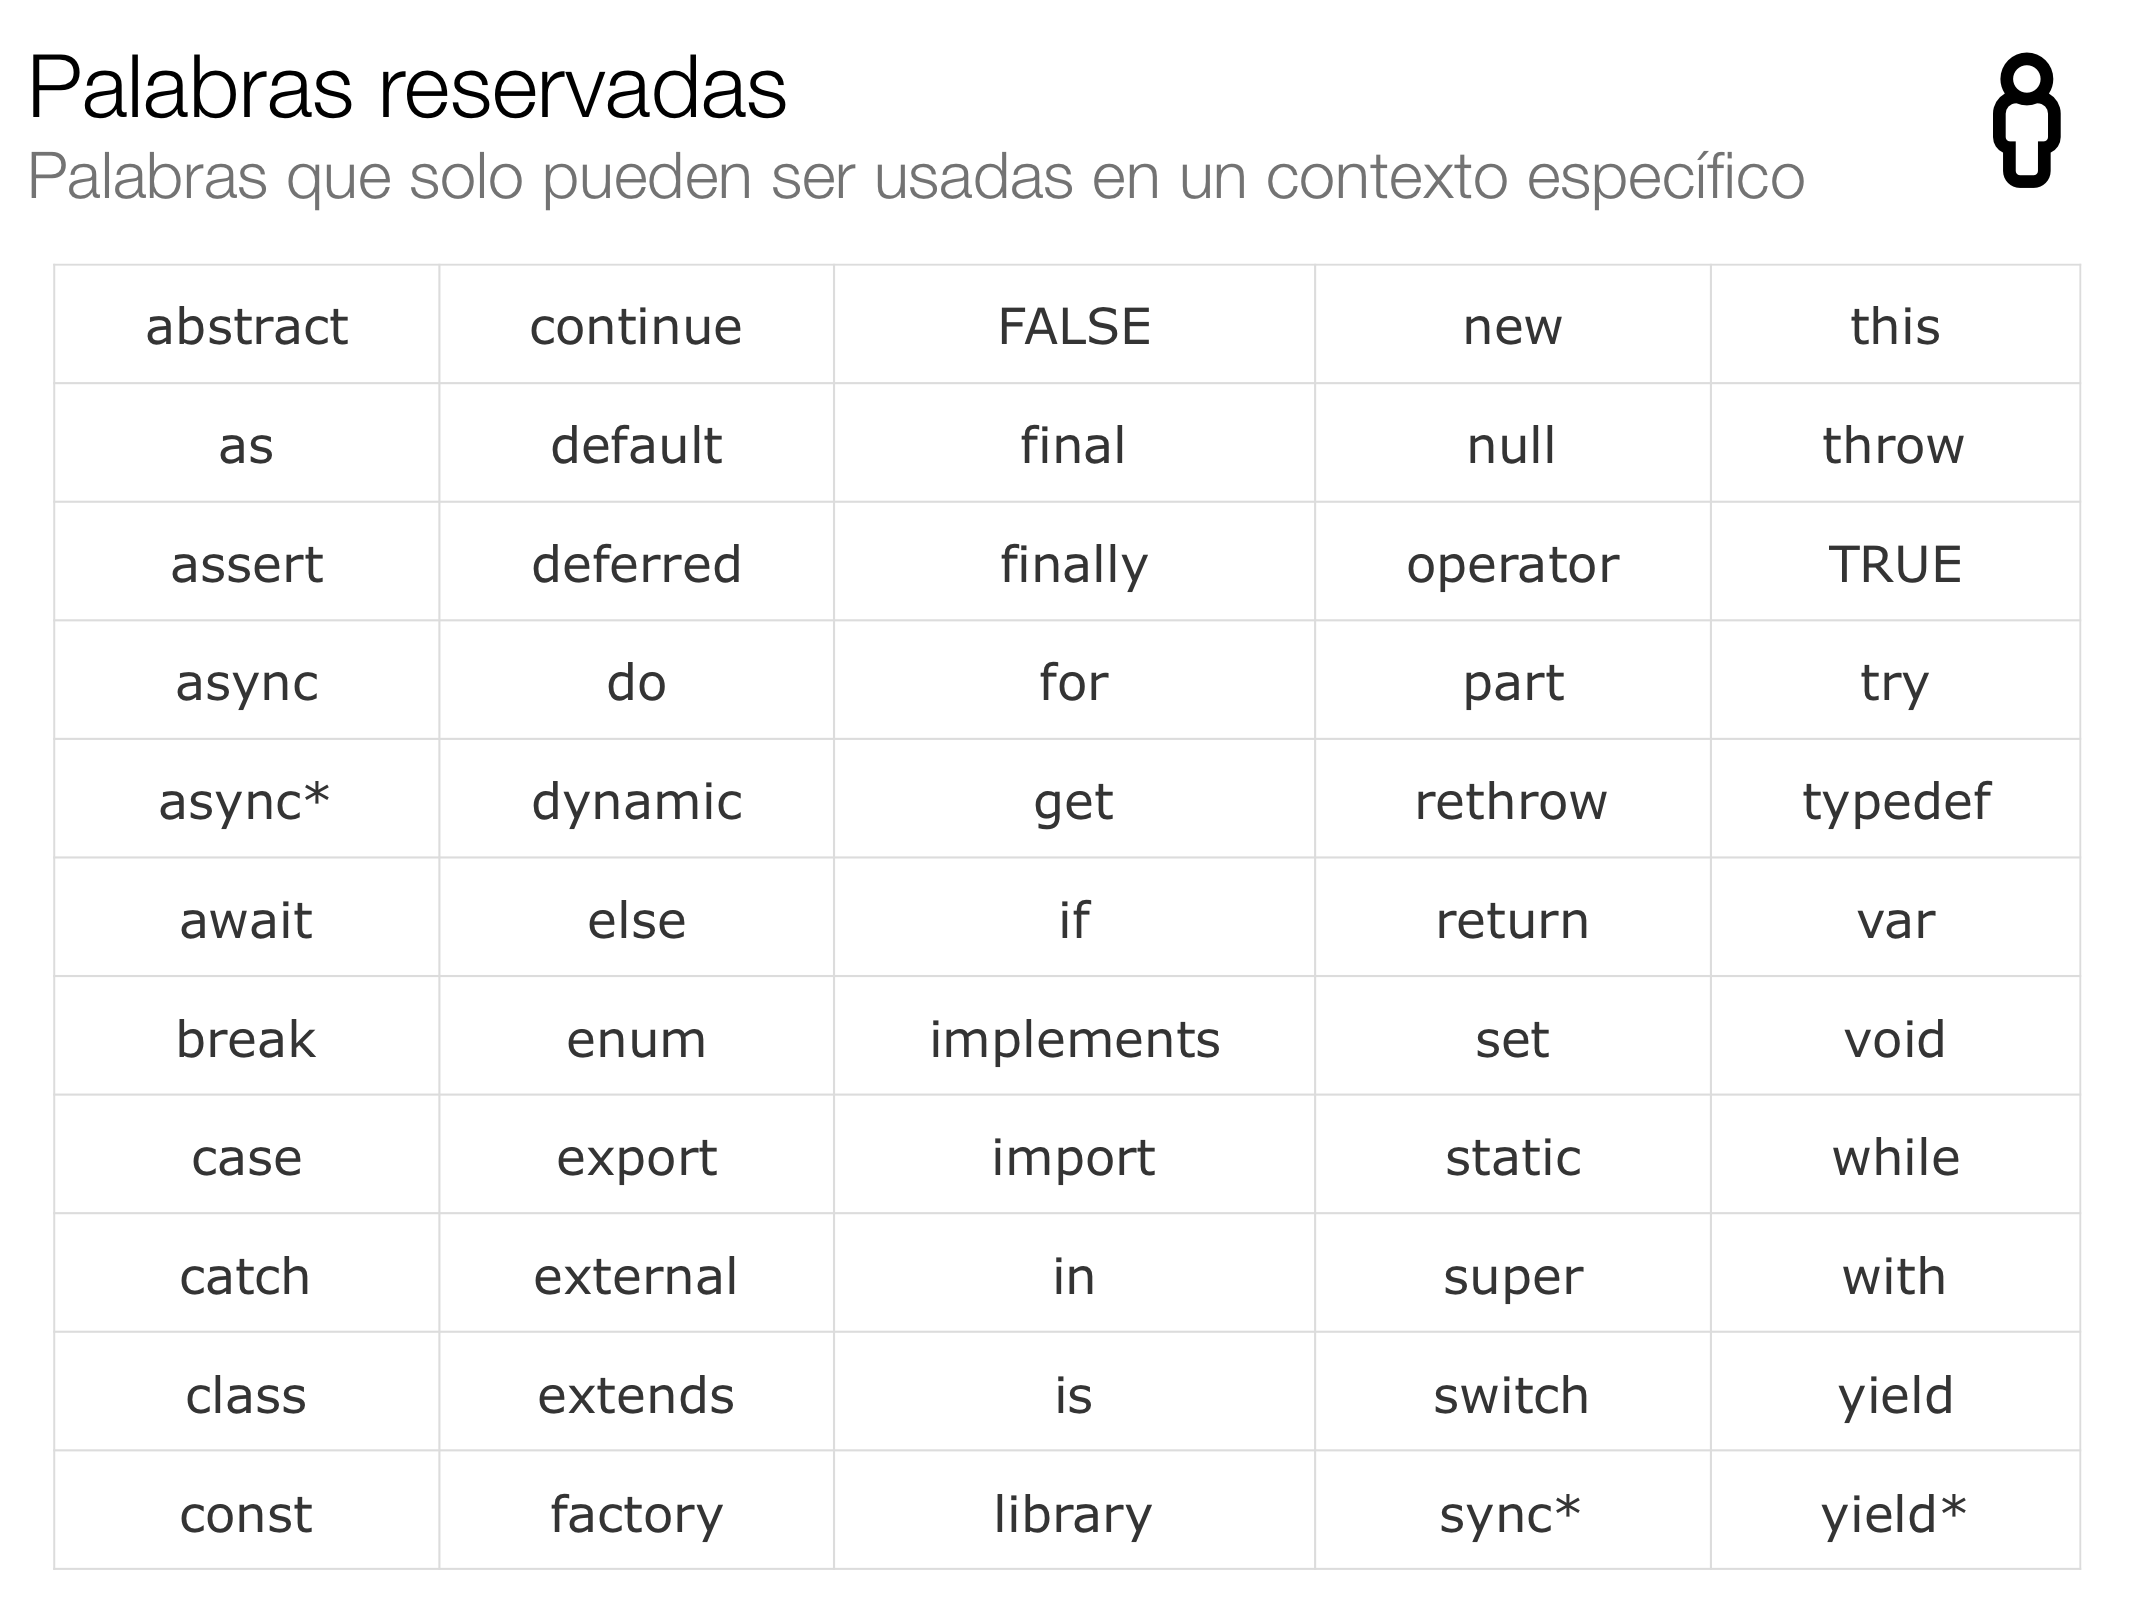 Palabras reservadas
Palabras que solo pueden ser usadas en un contexto específico
abstract continue FALSE new this
as default final null throw
assert deferred finally operator TRUE
async do for part try
async* dynamic get rethrow typedef
await else if return var
break enum implements set void
case export import static while
catch external in super with
class extends is switch yield
const factory library sync* yield*